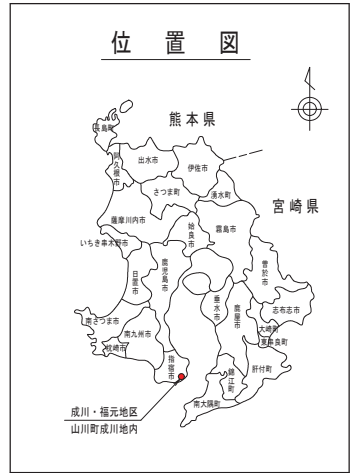 位置図
熊本県
長島町
阿久根市
出水市
伊佐市
さつま町
湧水町
宮崎県
薩摩川内市
姶良市
霧島市
いちき串木野市
日置市
鹿児島市
曽於市
垂水市
鹿屋市
志布志市
大崎町
東串良町
南さつま市
南九州市
枕崎市
指宿市
錦江町
肝付町
南大隅町
成川・福元地区
山川町成川地内